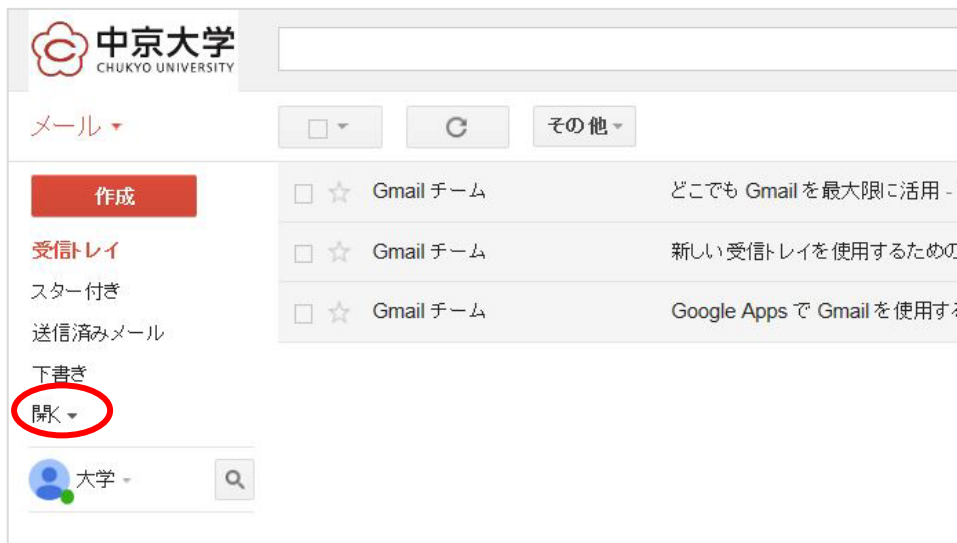 中京大学
CHUKYO UNIVERSITY
メール
その他
作成
受信トレイ
スター付き
送信済みメール
下書き
開く
大学
Gmail チーム どこでも Gmail を最大限に活用 -
Gmail チーム 新しい受信トレイを使用するための
Gmail チーム Google Apps で Gmail を使用す